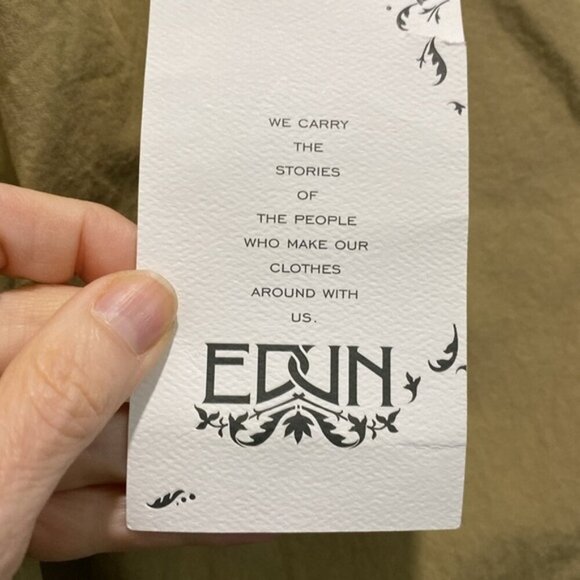 WE CARRY
THE
STORIES
OF
THE PEOPLE
WHO MAKE OUR
CLOTHES
AROUND WITH
US.
EDUN